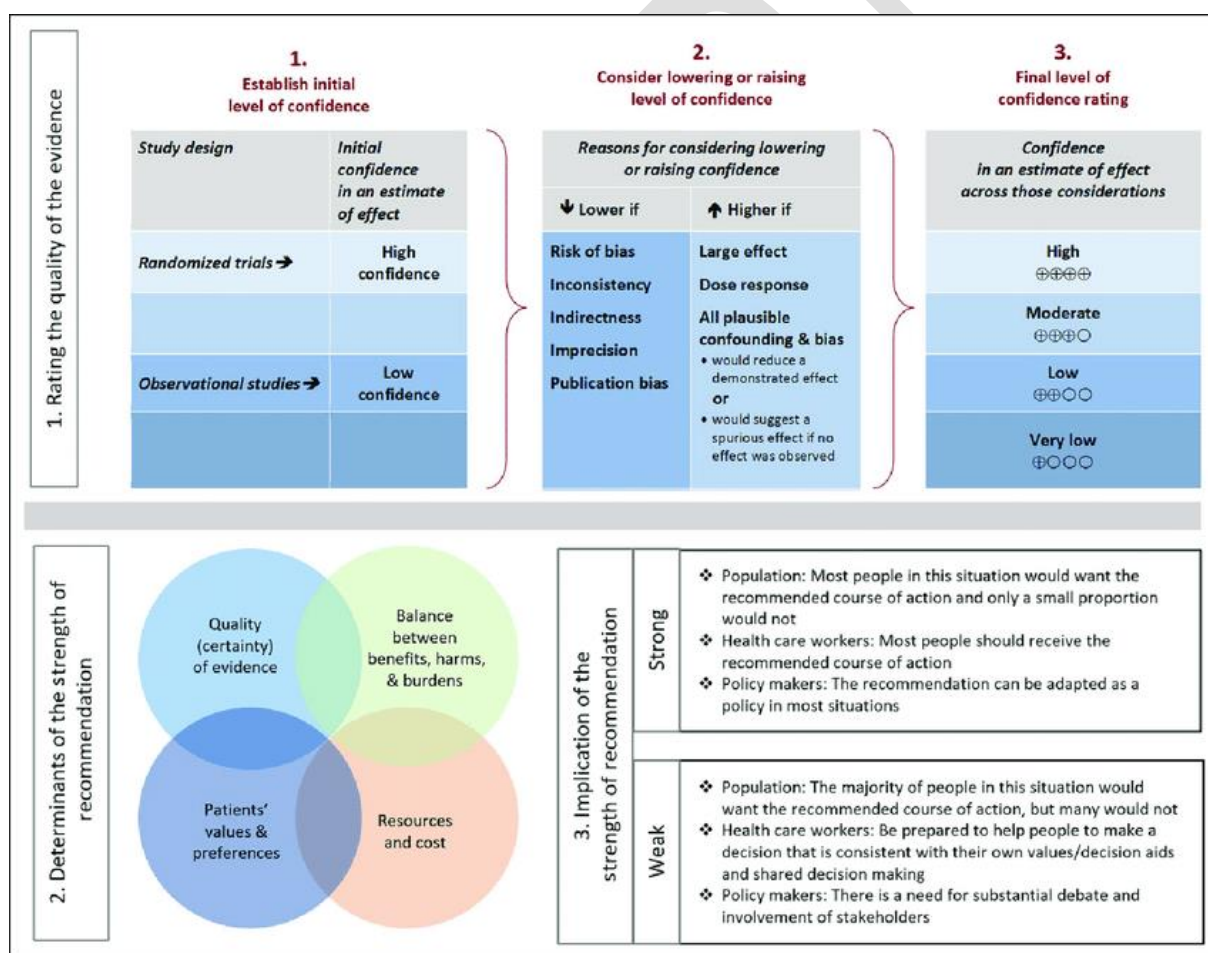 1. Rating the quality of the evidence
1.
Establish initial
level of confidence
Study design
Initial
confidence
in an estimate
of effect
Randomized trials ➔
High
confidence
Observational studies ➔
Low
confidence
2.
Consider lowering or raising
level of confidence
Reasons for considering lowering
or raising confidence
🡻 Lower if
🡹 Higher if
Risk of bias
Inconsistency
Indirectness
Imprecision
Publication bias
Large effect
Dose response
All plausible
confounding & bias
• would reduce a
demonstrated effect
or
• would suggest a
spurious effect if no
effect was observed
3.
Final level of
confidence rating
Confidence
in an estimate of effect
across those considerations
High
⊕⊕⊕⊕
Moderate
⊕⊕⊕○
Low
⊕⊕○○
Very low
⊕○○○
2. Determinants of the strength of
recommendation
Quality
(certainty)
of evidence
Balance
between
benefits, harms,
& burdens
Patients'
values &
preferences
Resources
and cost
3. Implication of the
strength of recommendation
Strong
❖ Population: Most people in this situation would want the
recommended course of action and only a small proportion
would not
❖ Health care workers: Most people should receive the
recommended course of action
❖ Policy makers: The recommendation can be adapted as a
policy in most situations
Weak
❖ Population: The majority of people in this situation would
want the recommended course of action, but many would not
❖ Health care workers: Be prepared to help people to make a
decision that is consistent with their own values/decision aids
and shared decision making
❖ Policy makers: There is a need for substantial debate and
involvement of stakeholders